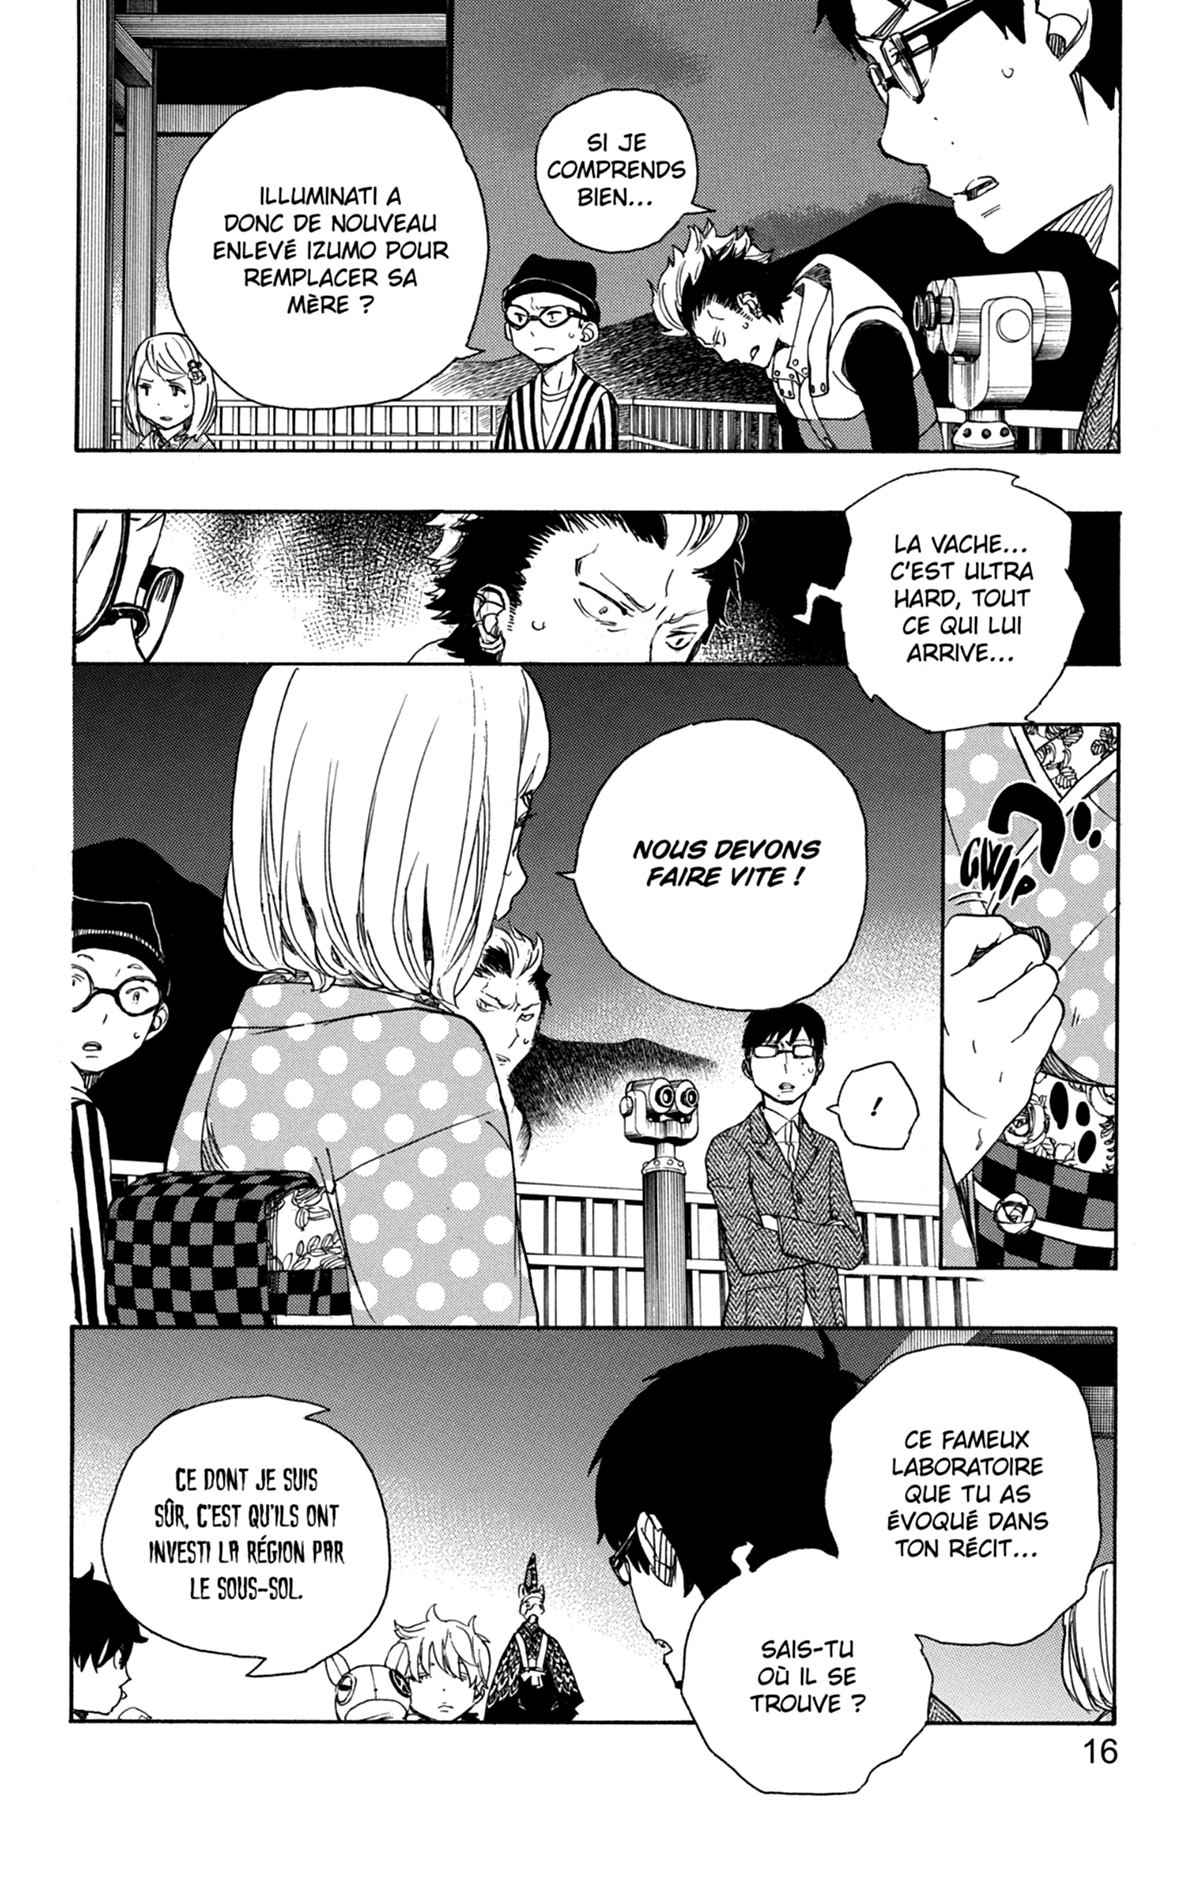 SI JE
COMPRENDS
BIEN...
ILLUMINATI A
DONC DE NOUVEAU
ENLEVÉ IZUMO POUR
REMPLACER SA
MÈRE ?
LA VACHE...
C'EST ULTRA
HARD, TOUT
CE QUI LUI
ARRIVE...
GWIP
NOUS DEVONS
FAIRE VITE !
!
CE FAMEUX
LABORATOIRE
QUE TU AS
ÉVOQUÉ DANS
TON RÉCIT...
SAIS-TU
OÙ IL SE
TROUVE ?
CE DONT JE SUIS
SÛR, C'EST QU'ILS ONT
INVESTI LA RÉGION PAR
LE SOUS-SOL.
16